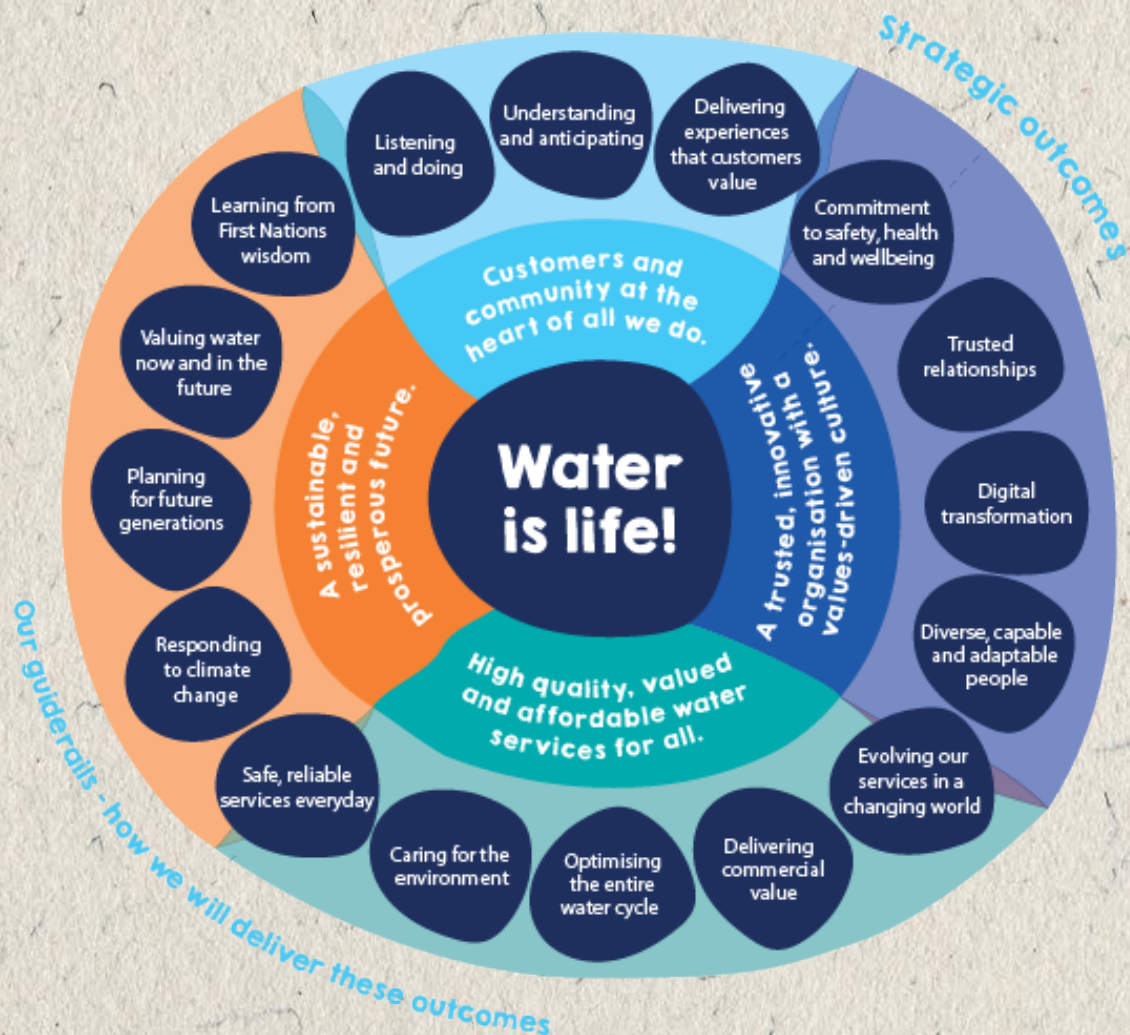 Strategic outcomes
Listening
and doing
Understanding
and anticipating
Delivering
experiences
that customers
value
Commitment
to safety, health
and wellbeing
Trusted
relationships
Digital
transformation
Diverse, capable
and adaptable
people
Evolving our
services in a
changing world
Delivering
commercial
value
Optimising
the entire
water cycle
Caring for the
environment
Safe, reliable
services everyday
Responding
to climate
change
Planning
for future
generations
Valuing water
now and in the
future
Learning from
First Nations
wisdom
Customers and
community at the
heart of all we do.
A trusted, innovative
organisation with a
values-driven culture.
High quality, valued
and affordable water
services for all.
A sustainable,
resilient and
prosperous future.
Water
is life!
Our guiderails - how we will deliver these outcomes